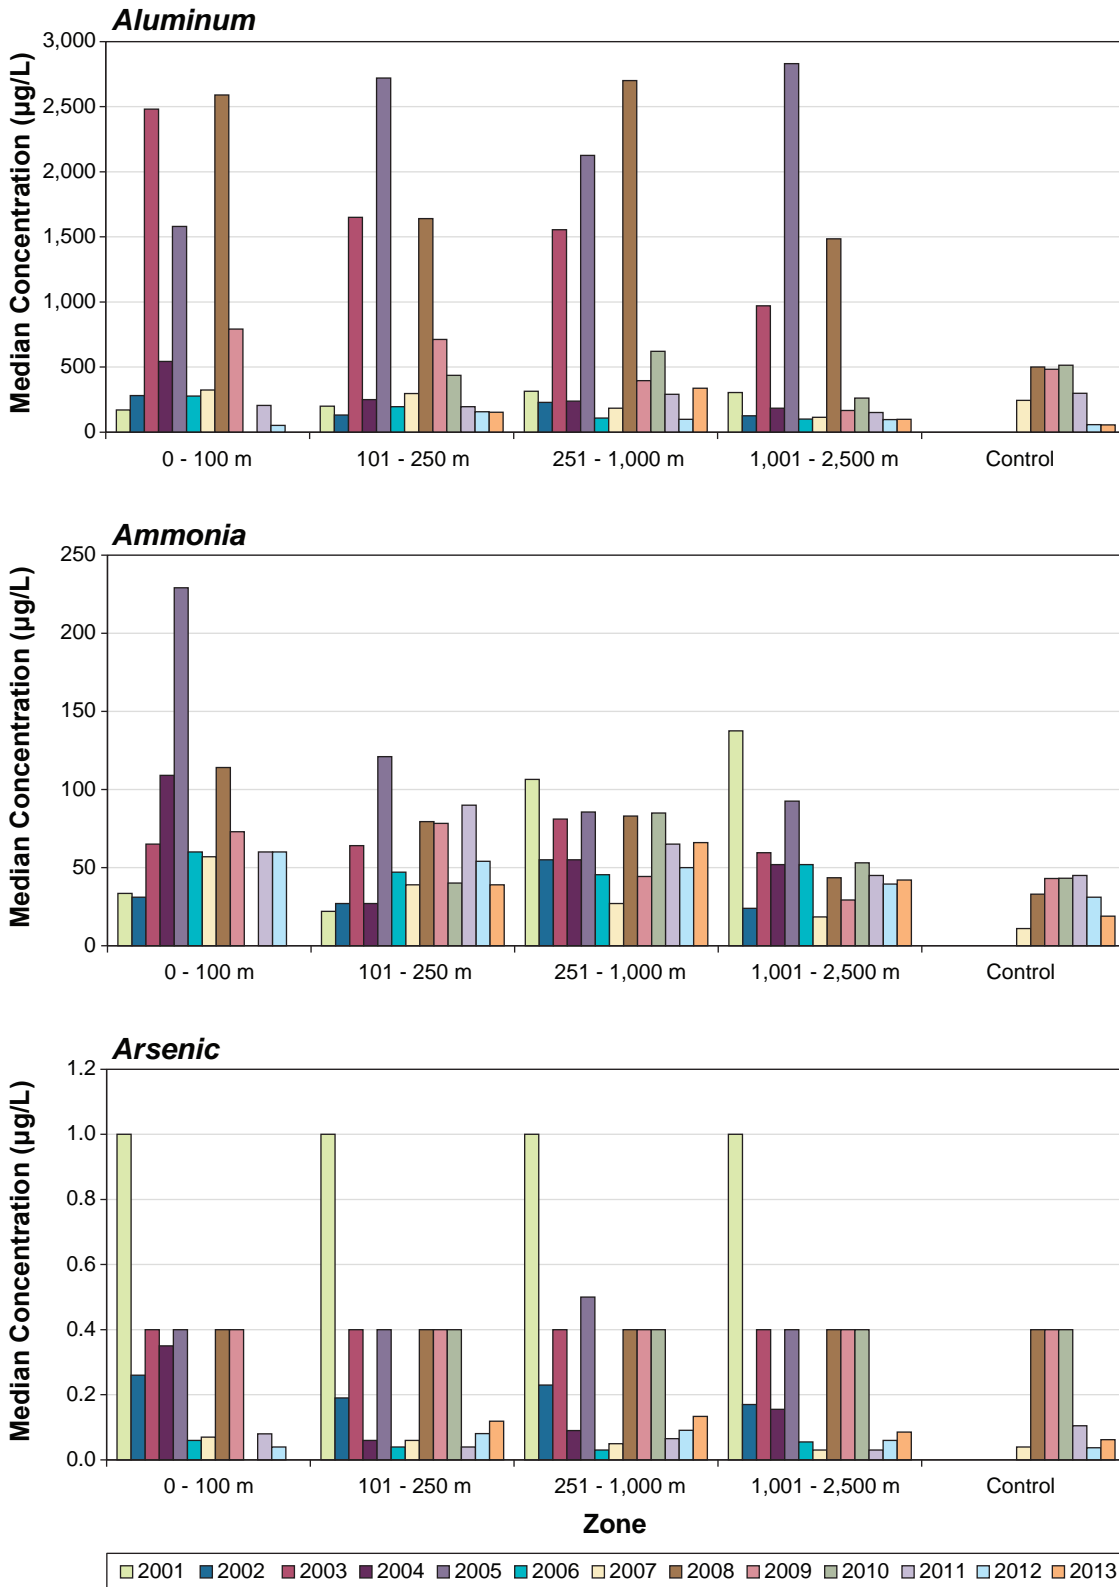 Aluminum
Median Concentration (µg/L)
3,000
2,500
2,000
1,500
1,000
500
0
0 - 100 m 101 - 250 m 251 - 1,000 m 1,001 - 2,500 m Control
Ammonia
Median Concentration (µg/L)
250
200
150
100
50
0
0 - 100 m 101 - 250 m 251 - 1,000 m 1,001 - 2,500 m Control
Arsenic
Median Concentration (µg/L)
1.2
1.0
0.8
0.6
0.4
0.2
0.0
0 - 100 m 101 - 250 m 251 - 1,000 m 1,001 - 2,500 m Control
Zone
2001 2002 2003 2004 2005 2006 2007 2008 2009 2010 2011 2012 2013